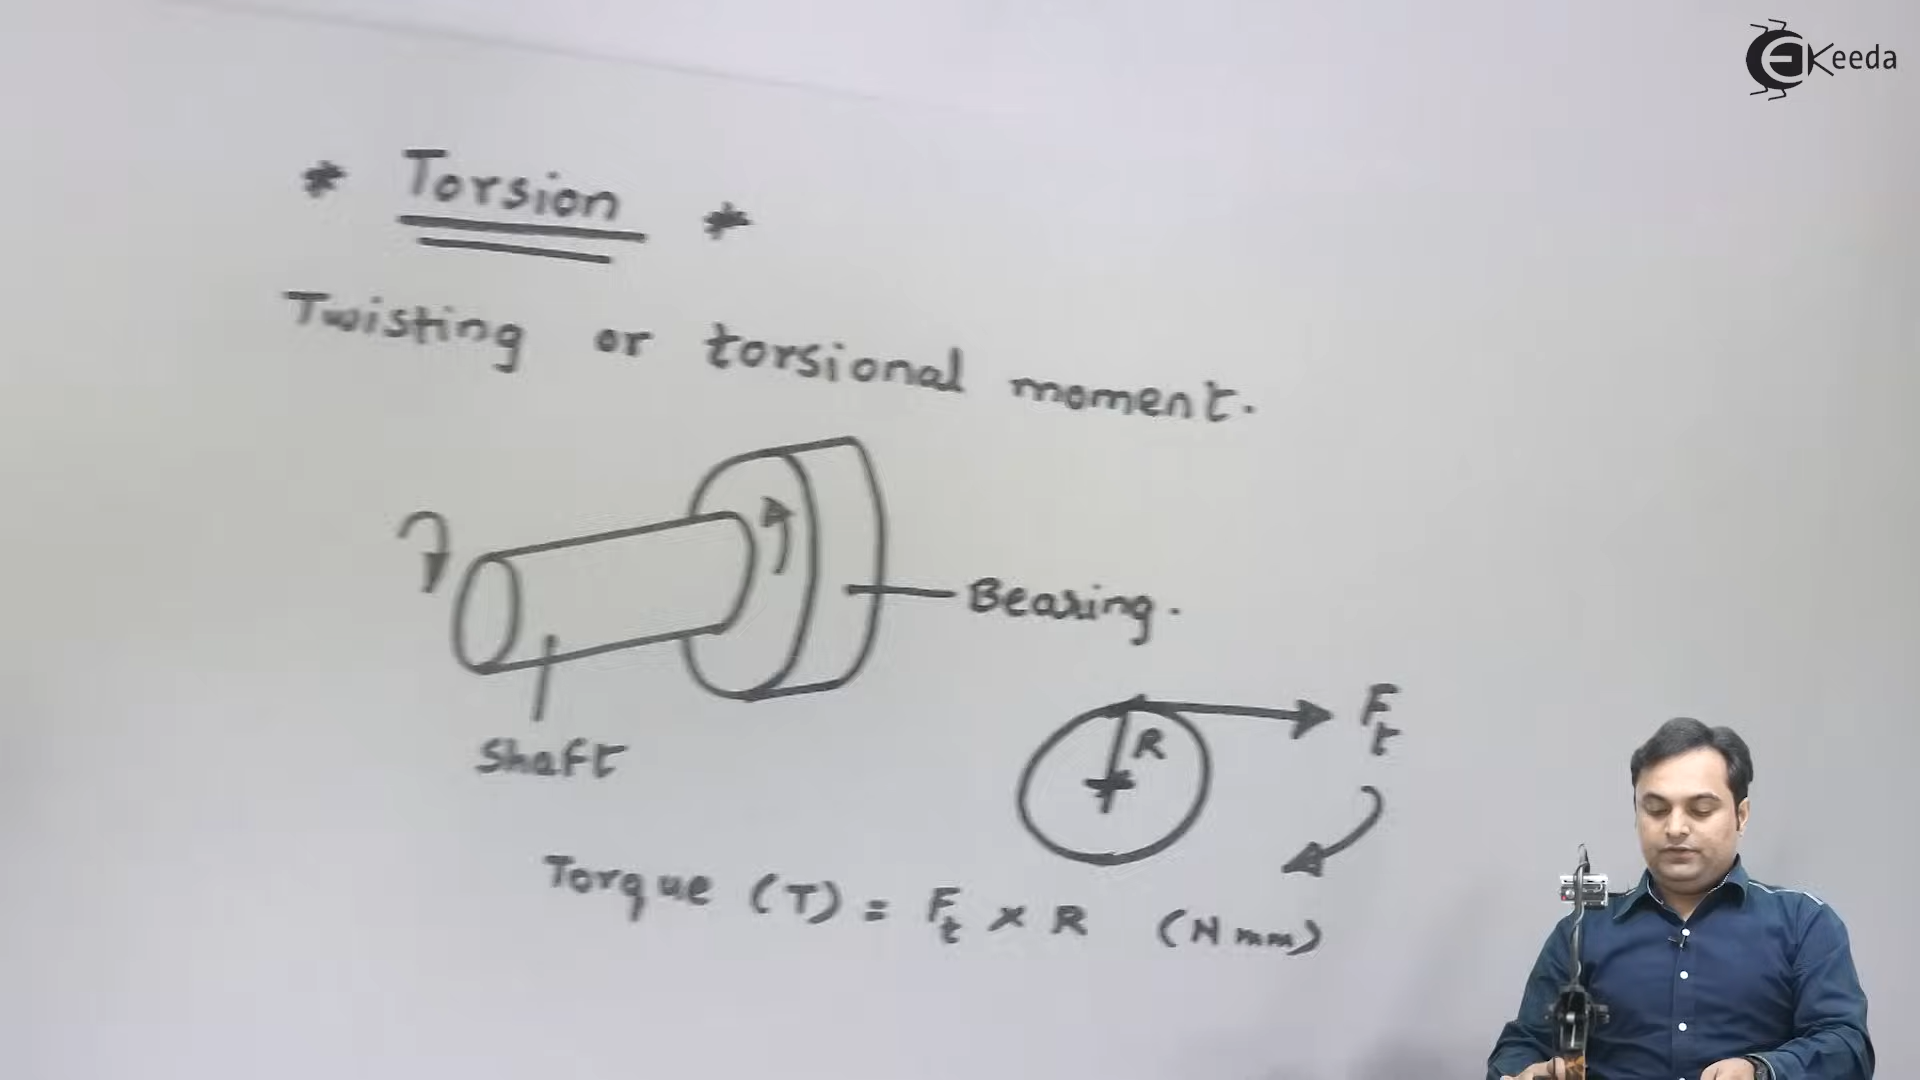 Ekeeda
* Torsion *
Twisting or torsional moment.
Bearing.
Shaft
R
Ft
Torque (T) = Ft × R (N mm)